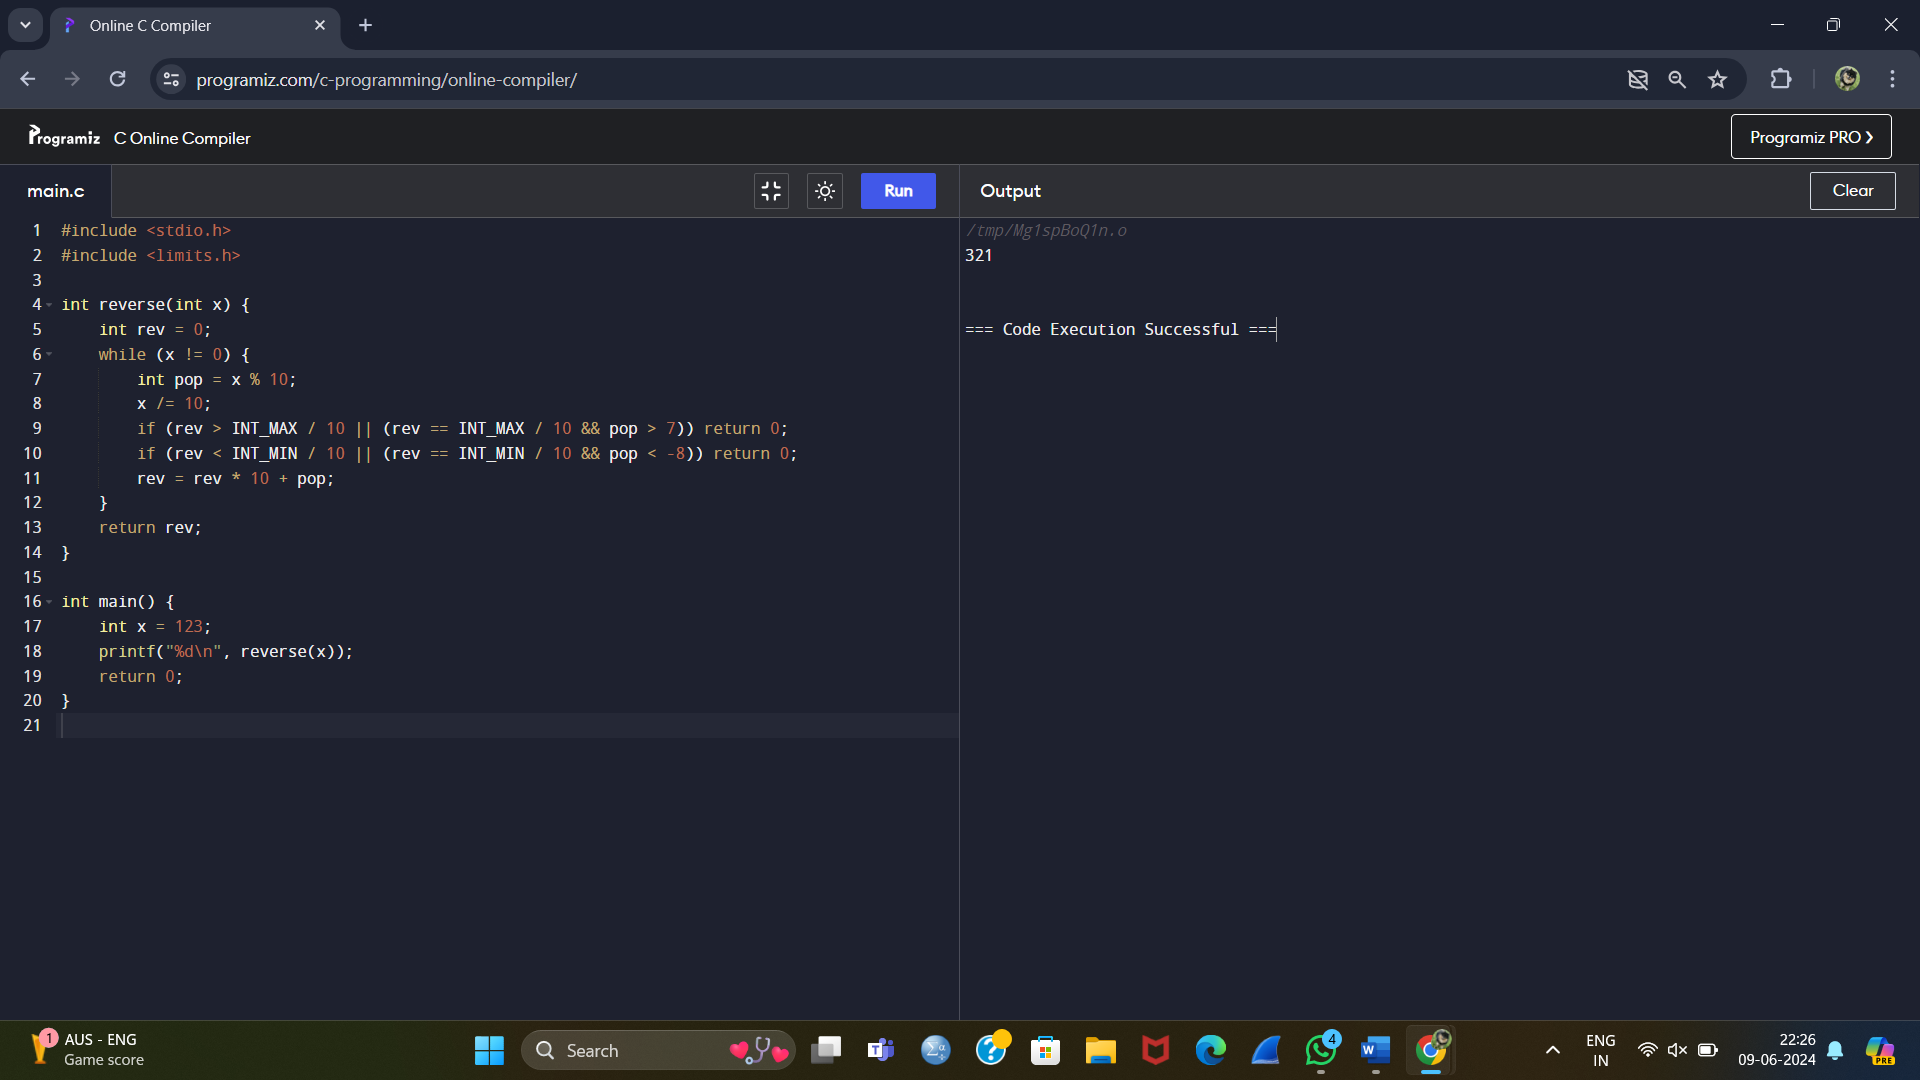 Online C Compiler
programiz.com/c-programming/online-compiler/
Programiz C Online Compiler
Programiz PRO ❯
main.c
Run
Output
Clear
1 #include <stdio.h>
2 #include <limits.h>
3
4 int reverse(int x) {
5     int rev = 0;
6     while (x != 0) {
7         int pop = x % 10;
8         x /= 10;
9         if (rev > INT_MAX / 10 || (rev == INT_MAX / 10 && pop > 7)) return 0;
10         if (rev < INT_MIN / 10 || (rev == INT_MIN / 10 && pop < -8)) return 0;
11         rev = rev * 10 + pop;
12     }
13     return rev;
14 }
15
16 int main() {
17     int x = 123;
18     printf("%d\n", reverse(x));
19     return 0;
20 }
21
/tmp/Mg1spBoQ1n.o
321
=== Code Execution Successful ===
1
AUS - ENG
Game score
Search
4
ENG
IN
22:26
09-06-2024
PRE